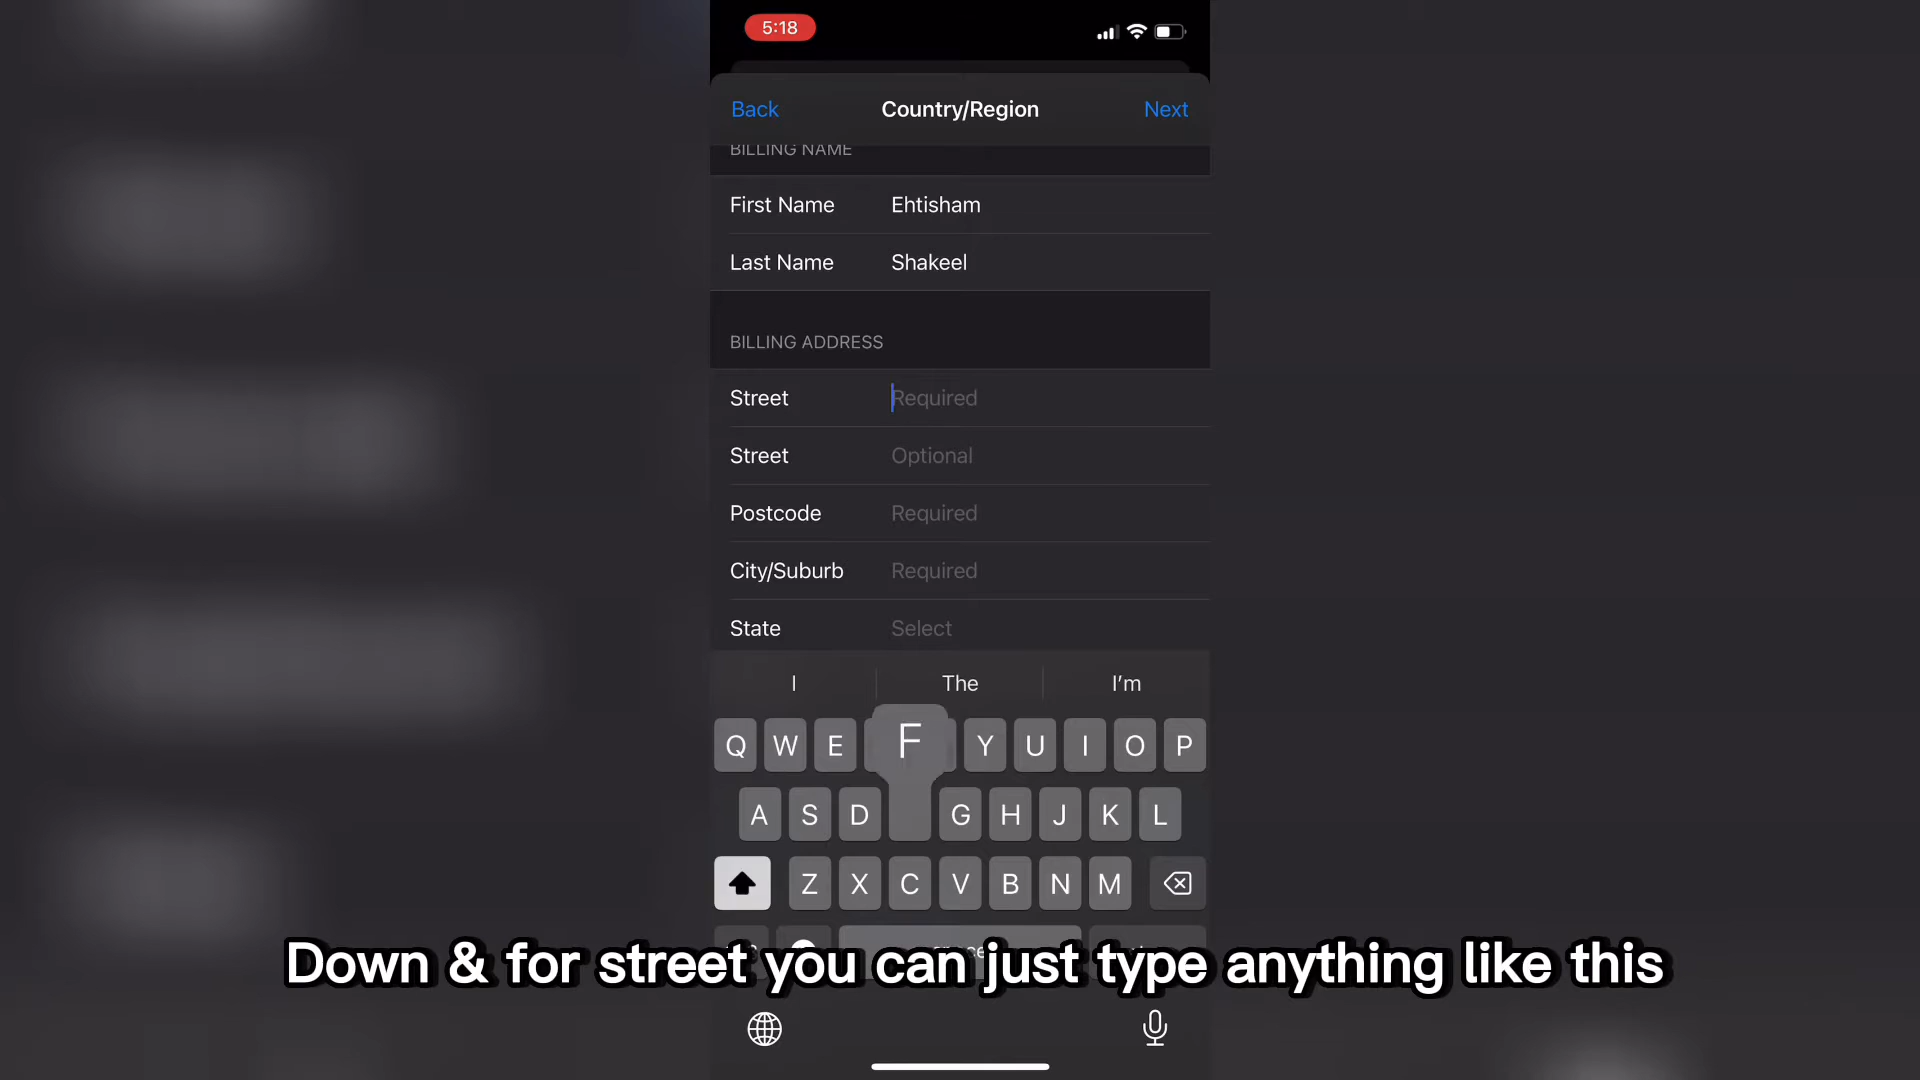 5:18
Back Country/Region Next
BILLING NAME
First Name Ehtisham
Last Name Shakeel
BILLING ADDRESS
Street Required
Street Optional
Postcode Required
City/Suburb Required
State Select
I The I'm
Q W E F Y U I O P
A S D G H J K L
Z X C V B N M
Down & for street you can just type anything like this